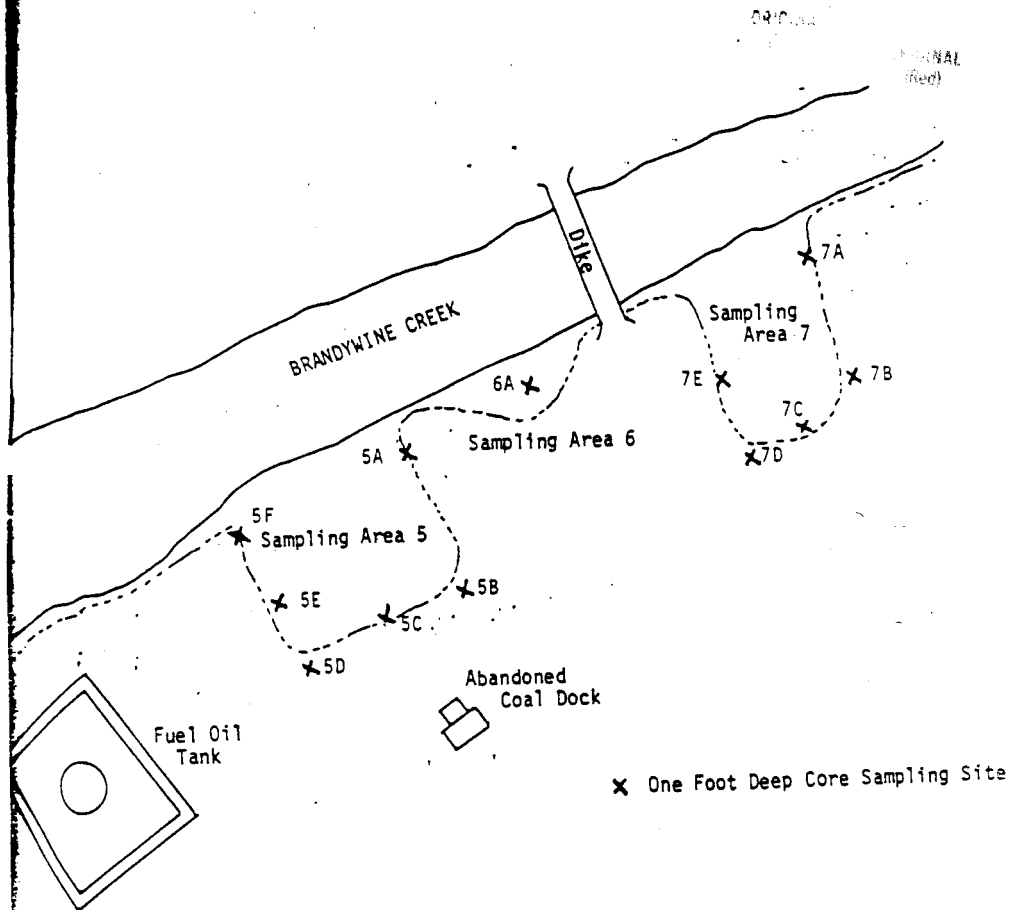 (Red)
Dike
7A
BRANDYWINE CREEK
Sampling
Area 7
6A
7E
7B
7C
Sampling Area 6
5A
7D
5F
Sampling Area 5
5E
5B
5C
5D
Abandoned
Coal Dock
Fuel Oil
Tank
One Foot Deep Core Sampling Site